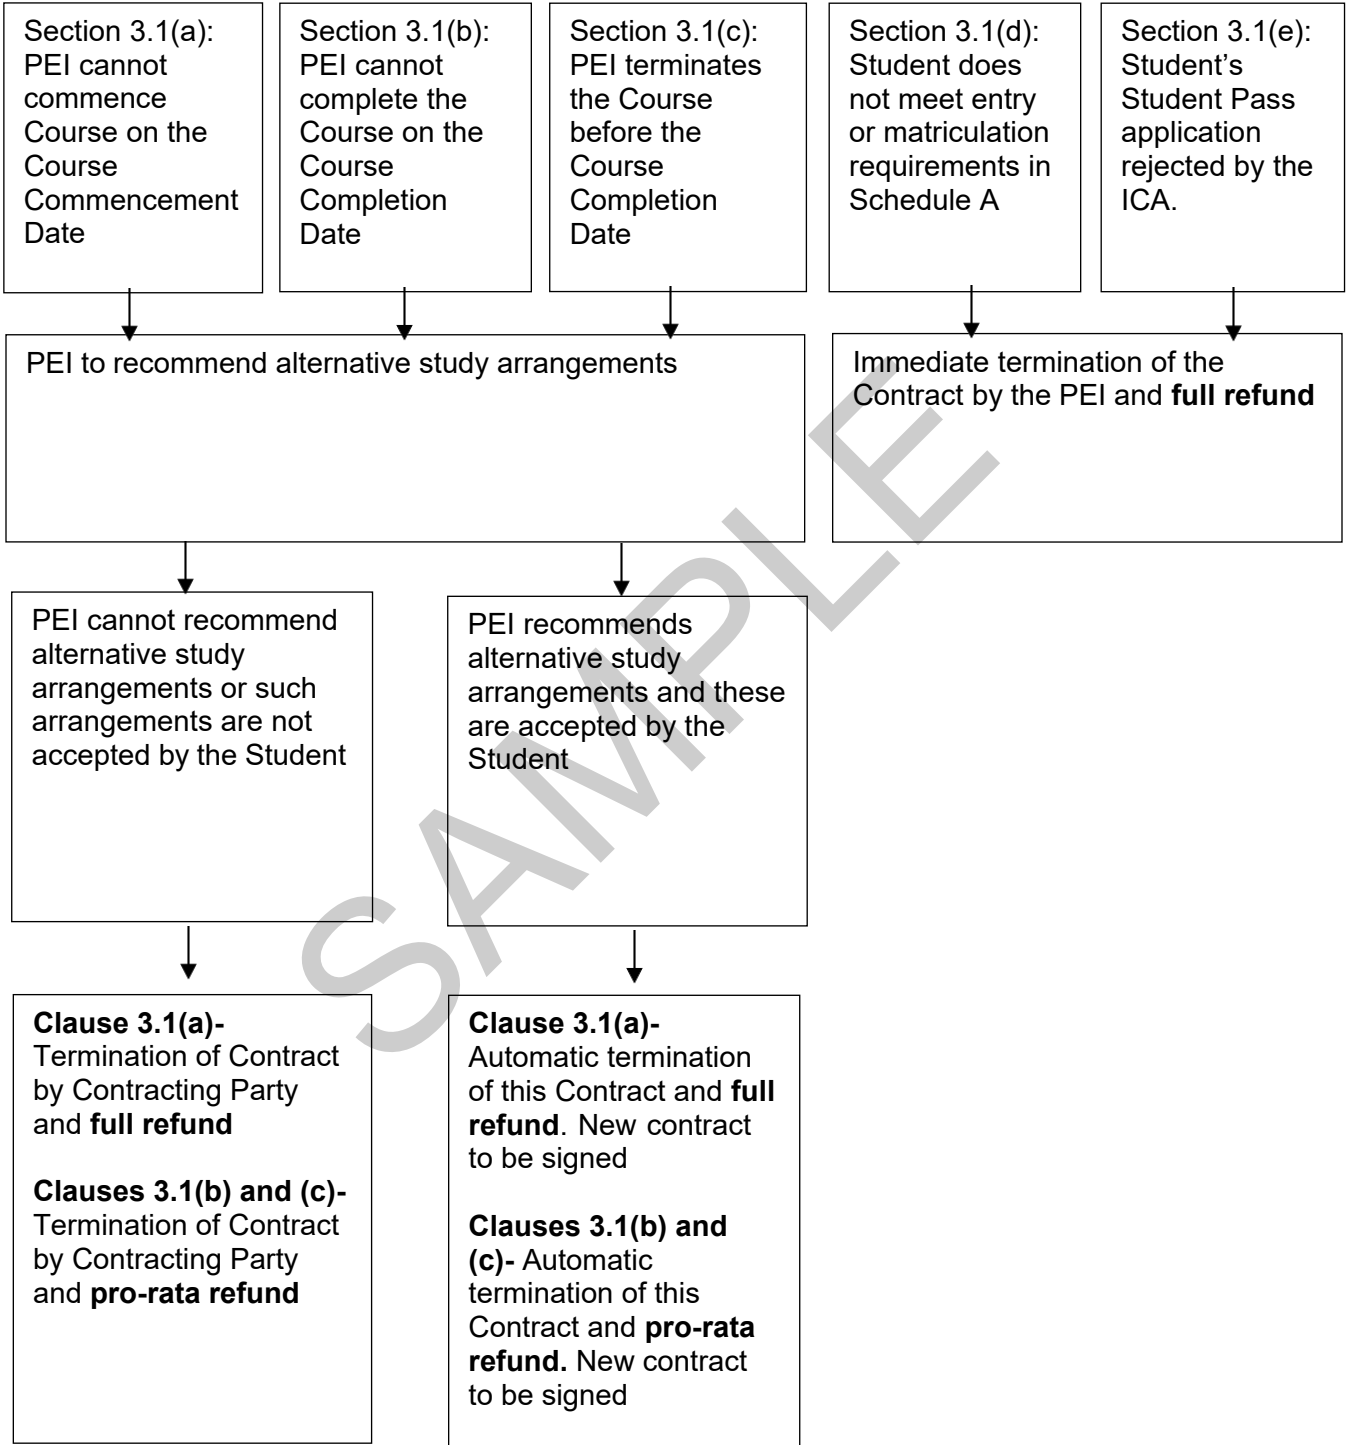 Section 3.1(a):
PEI cannot
commence
Course on the
Course
Commencement
Date
Section 3.1(b):
PEI cannot
complete the
Course on the
Course
Completion
Date
Section 3.1(c):
PEI terminates
the Course
before the
Course
Completion
Date
Section 3.1(d):
Student does
not meet entry
or matriculation
requirements in
Schedule A
Section 3.1(e):
Student’s
Student Pass
application
rejected by the
ICA.
PEI to recommend alternative study arrangements
Immediate termination of the
Contract by the PEI and full refund
PEI cannot recommend
alternative study
arrangements or such
arrangements are not
accepted by the Student
PEI recommends
alternative study
arrangements and these
are accepted by the
Student
Clause 3.1(a)-
Termination of Contract
by Contracting Party
and full refund
Clauses 3.1(b) and (c)-
Termination of Contract
by Contracting Party
and pro-rata refund
Clause 3.1(a)-
Automatic termination
of this Contract and full
refund. New contract
to be signed
Clauses 3.1(b) and
(c)- Automatic
termination of this
Contract and pro-rata
refund. New contract
to be signed
SAMPLE